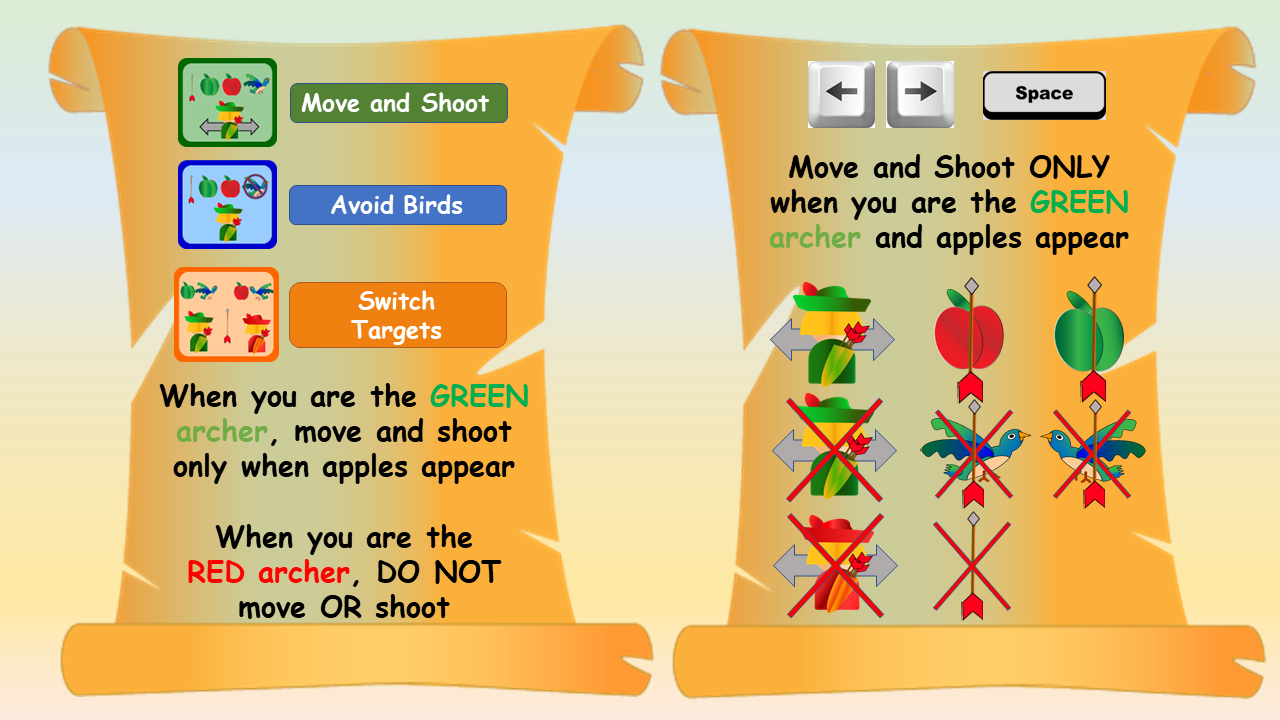 Move and Shoot
Avoid Birds
Switch
Targets
When you are the GREEN
archer, move and shoot
only when apples appear
When you are the
RED archer, DO NOT
move OR shoot
Space
Move and Shoot ONLY
when you are the GREEN
archer and apples appear